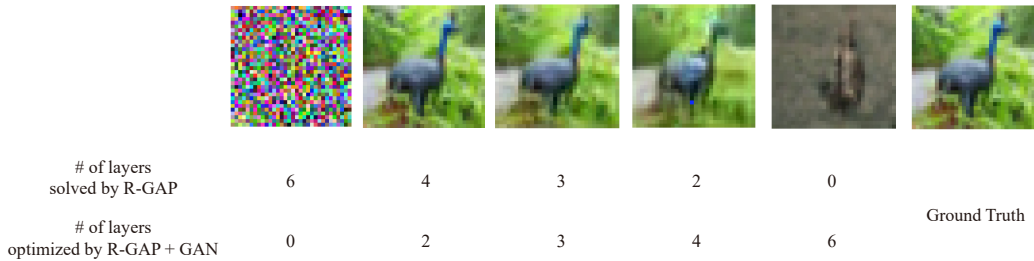 # of layers
solved by R-GAP
6
4
3
2
0
# of layers
optimized by R-GAP + GAN
0
2
3
4
6
Ground Truth